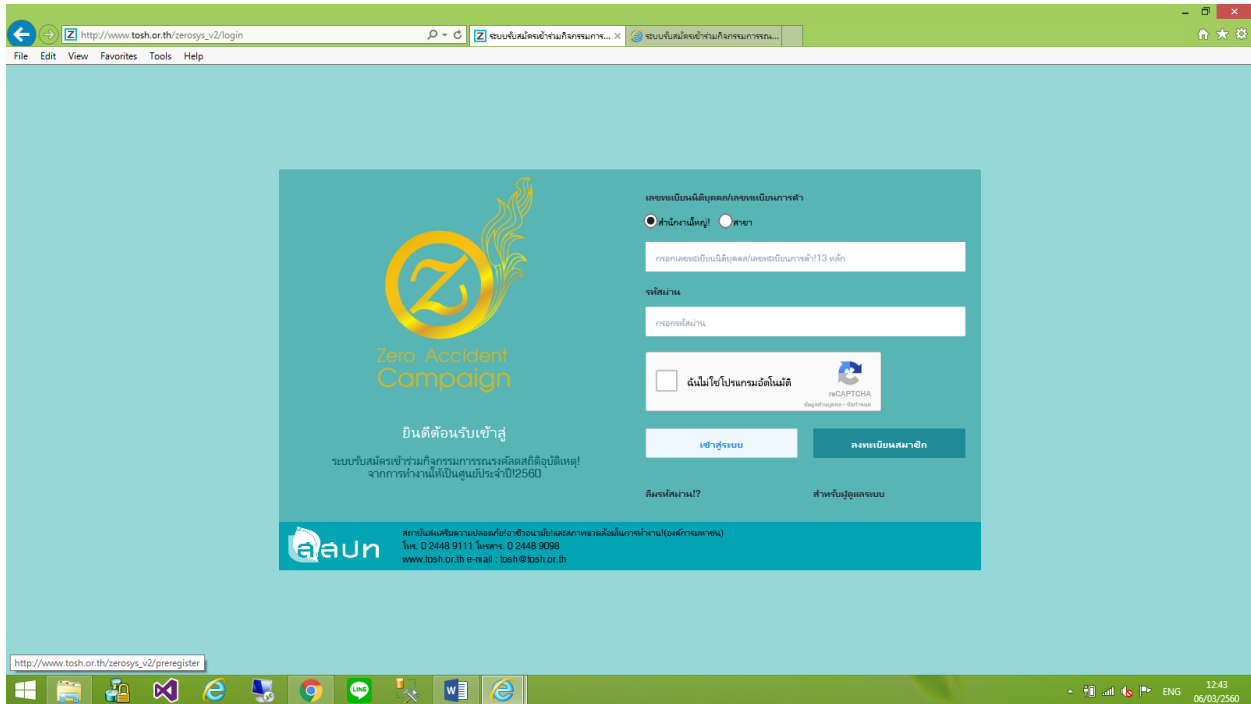 http://www.tosh.or.th/zerosys_v2/login
ระบบรับสมัครเข้าร่วมกิจกรรมการ...
ระบบรับสมัครเข้าร่วมกิจกรรมการรณ...
File Edit View Favorites Tools Help
เลขทะเบียนนิติบุคคล/เลขทะเบียนการค้า
สำนักงานใหญ่! สาขา
กรอกเลขทะเบียนนิติบุคคล/เลขทะเบียนการค้า!13 หลัก
รหัสผ่าน
กรอกรหัสผ่าน
Z
Zero Accident
Campaign
ฉันไม่ใช่โปรแกรมอัตโนมัติ
reCAPTCHA
ข้อมูลส่วนบุคคล - ข้อกำหนด
ยินดีต้อนรับเข้าสู่
ระบบรับสมัครเข้าร่วมกิจกรรมการรณรงค์ลดสถิติอุบัติเหตุ!
จากการทำงานให้เป็นศูนย์ประจำปี!2560
เข้าสู่ระบบ ลงทะเบียนสมาชิก
ลืมรหัสผ่าน!? สำหรับผู้ดูแลระบบ
สสปท
สถาบันส่งเสริมความปลอดภัย!อาชีวอนามัย!และสภาพแวดล้อมในการทำงาน!(องค์การมหาชน)
โทร. 0 2448 9111 โทรสาร. 0 2448 9098
www.tosh.or.th e-mail : tosh@tosh.or.th
http://www.tosh.or.th/zerosys_v2/preregister
LINE
ENG
12:43
06/03/2560